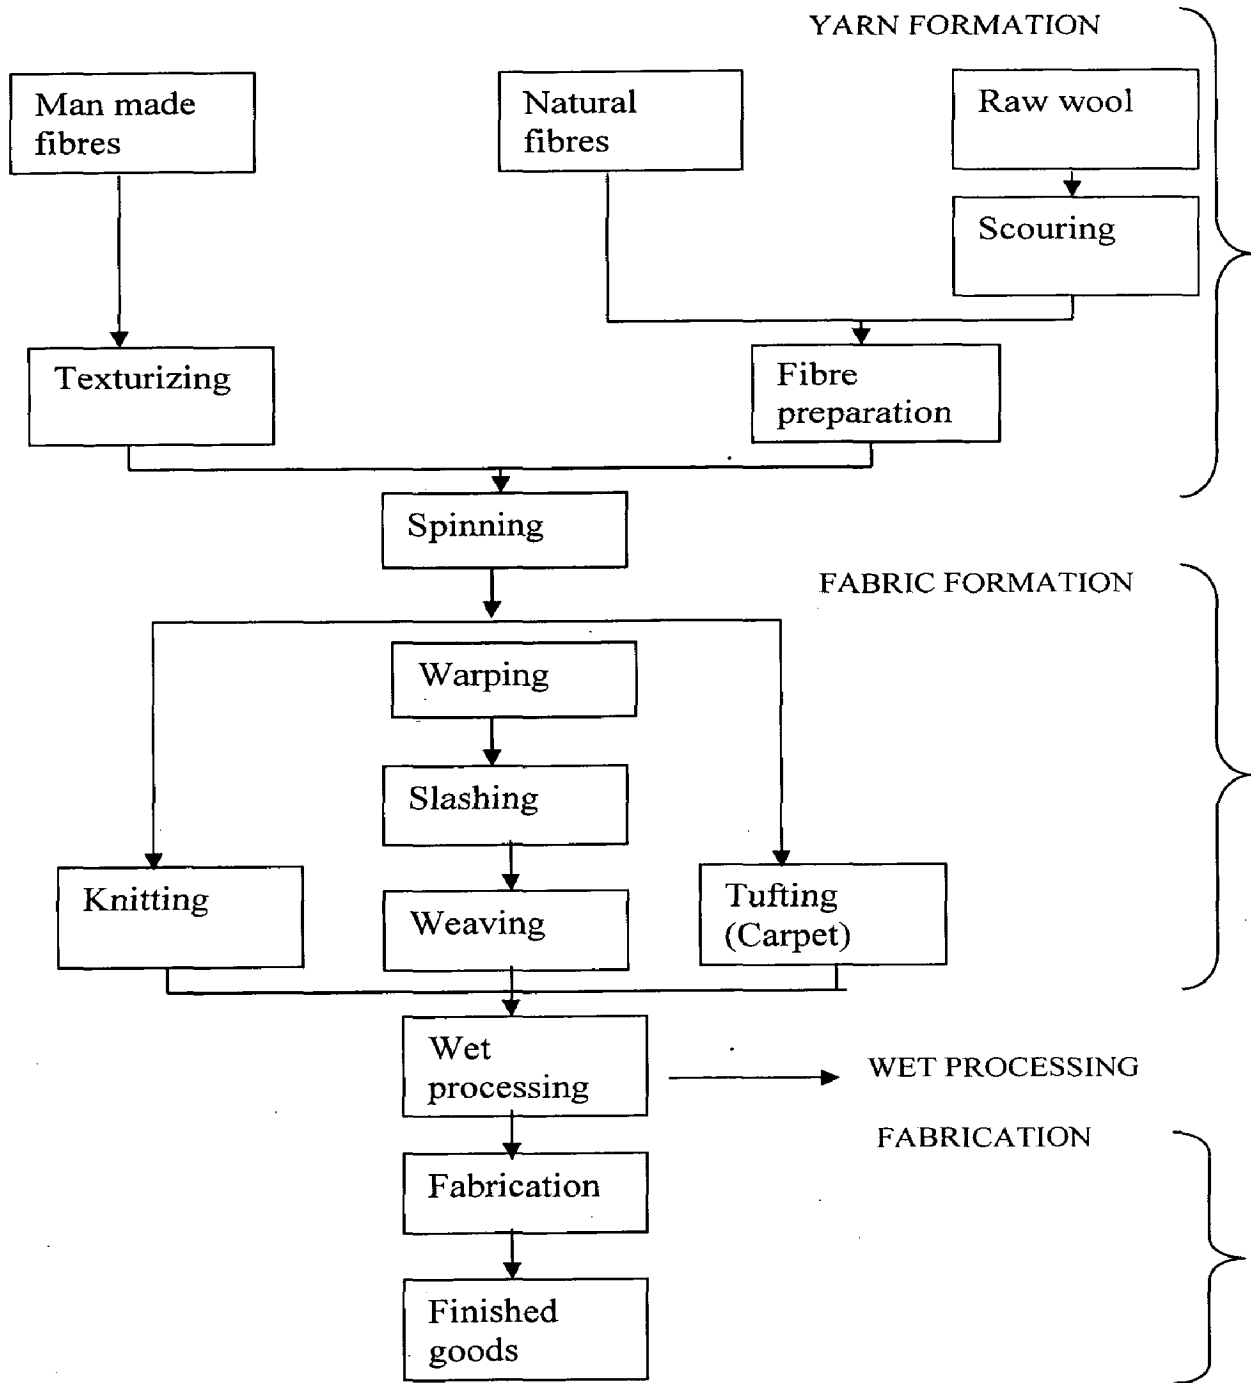 YARN FORMATION
Man made
fibres
Natural
fibres
Raw wool
Scouring
Texturizing
Fibre
preparation
Spinning
FABRIC FORMATION
Warping
Slashing
Knitting
Weaving
Tufting
(Carpet)
Wet
processing
WET PROCESSING
FABRICATION
Fabrication
Finished
goods